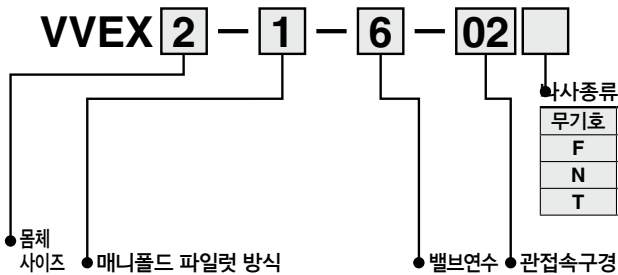 VVEX 2 - 1 - 6 - 02
나사종류
무기호
F
N
T
몸체
사이즈
매니폴드 파일럿 방식
밸브연수
관접속구경